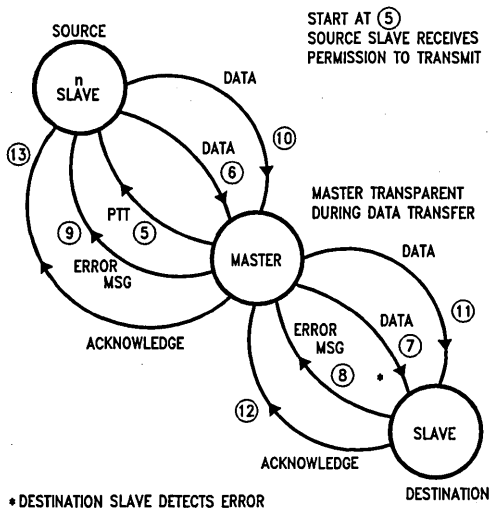 START AT ⑤
SOURCE SLAVE RECEIVES
PERMISSION TO TRANSMIT
SOURCE
n
SLAVE
DATA
⑩
⑬
DATA
⑥
PTT
⑤
⑨
ERROR
MSG
ACKNOWLEDGE
MASTER
MASTER TRANSPARENT
DURING DATA TRANSFER
DATA
⑪
DATA
⑦
ERROR
MSG
⑧
*
⑫
ACKNOWLEDGE
SLAVE
DESTINATION
* DESTINATION SLAVE DETECTS ERROR